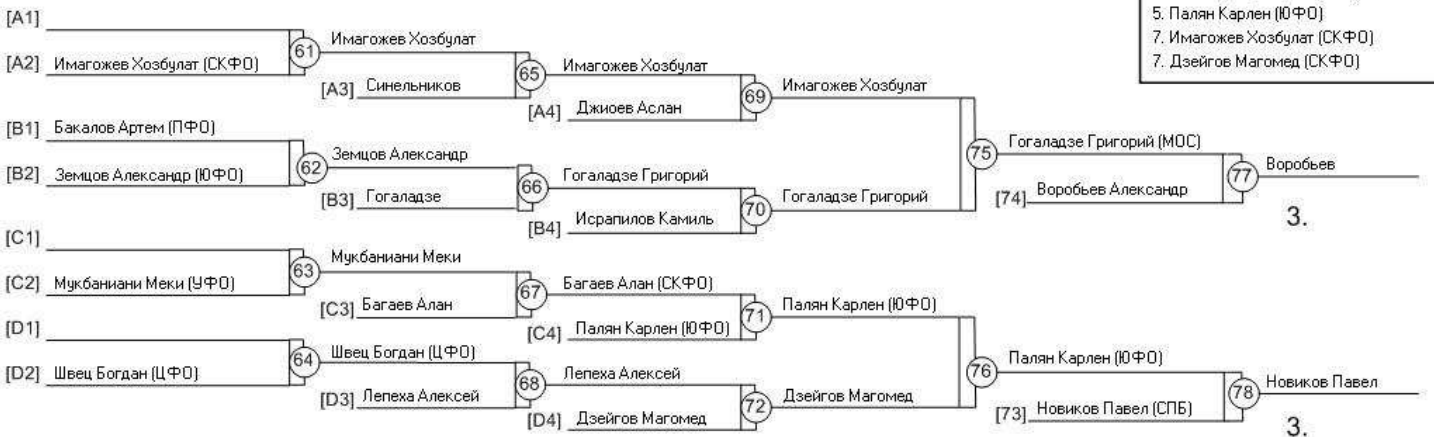 5. Палян Карлен (ЮФО)
7. Имагожев Хозбулат (СКФО)
7. Дзейгов Магомед (СКФО)
[A1]
[A2] Имагожев Хозбулат (СКФО)
61
Имагожев Хозбулат
[A3] Синельников
65
Имагожев Хозбулат
[A4] Джиоев Аслан
69
Имагожев Хозбулат
[B1] Бакалов Артем (ПФО)
[B2] Земцов Александр (ЮФО)
62
Земцов Александр
[B3] Гогаладзе
66
Гогаладзе Григорий
[B4] Исрапилов Камиль
70
Гогаладзе Григорий
75
Гогаладзе Григорий (МОС)
[74] Воробьев Александр
77
Воробьев
3.
[C1]
[C2] Мукбаниани Меки (УФО)
63
Мукбаниани Меки
[C3] Багаев Алан
67
Багаев Алан (СКФО)
[C4] Палян Карлен (ЮФО)
71
Палян Карлен (ЮФО)
[D1]
[D2] Швец Богдан (ЦФО)
64
Швец Богдан (ЦФО)
[D3] Лепеха Алексей
68
Лепеха Алексей
[D4] Дзейгов Магомед
72
Дзейгов Магомед
76
Палян Карлен (ЮФО)
[73] Новиков Павел (СПБ)
78
Новиков Павел
3.